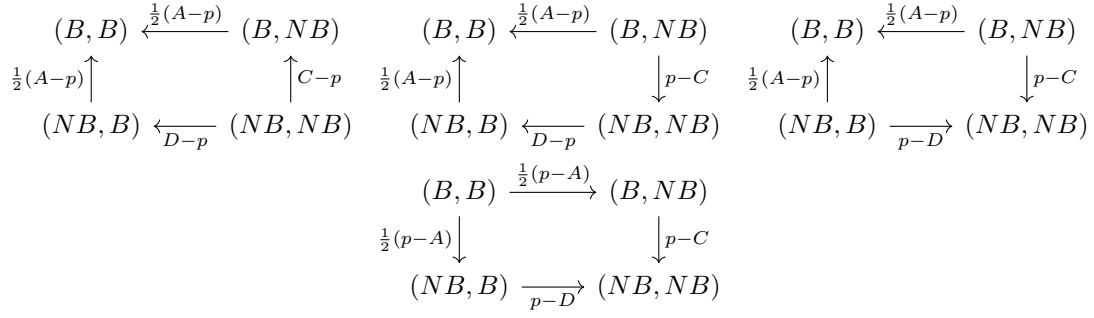 ½(A−p) ½(A−p) ½(A−p)
(B, B) (B, NB) (B, B) (B, NB) (B, B) (B, NB)
½(A−p) C−p ½(A−p) p−C ½(A−p) p−C
(NB, B) (NB, NB) (NB, B) (NB, NB) (NB, B) (NB, NB)
D−p D−p p−D
½(p−A)
(B, B) (B, NB)
½(p−A) p−C
(NB, B) (NB, NB)
p−D